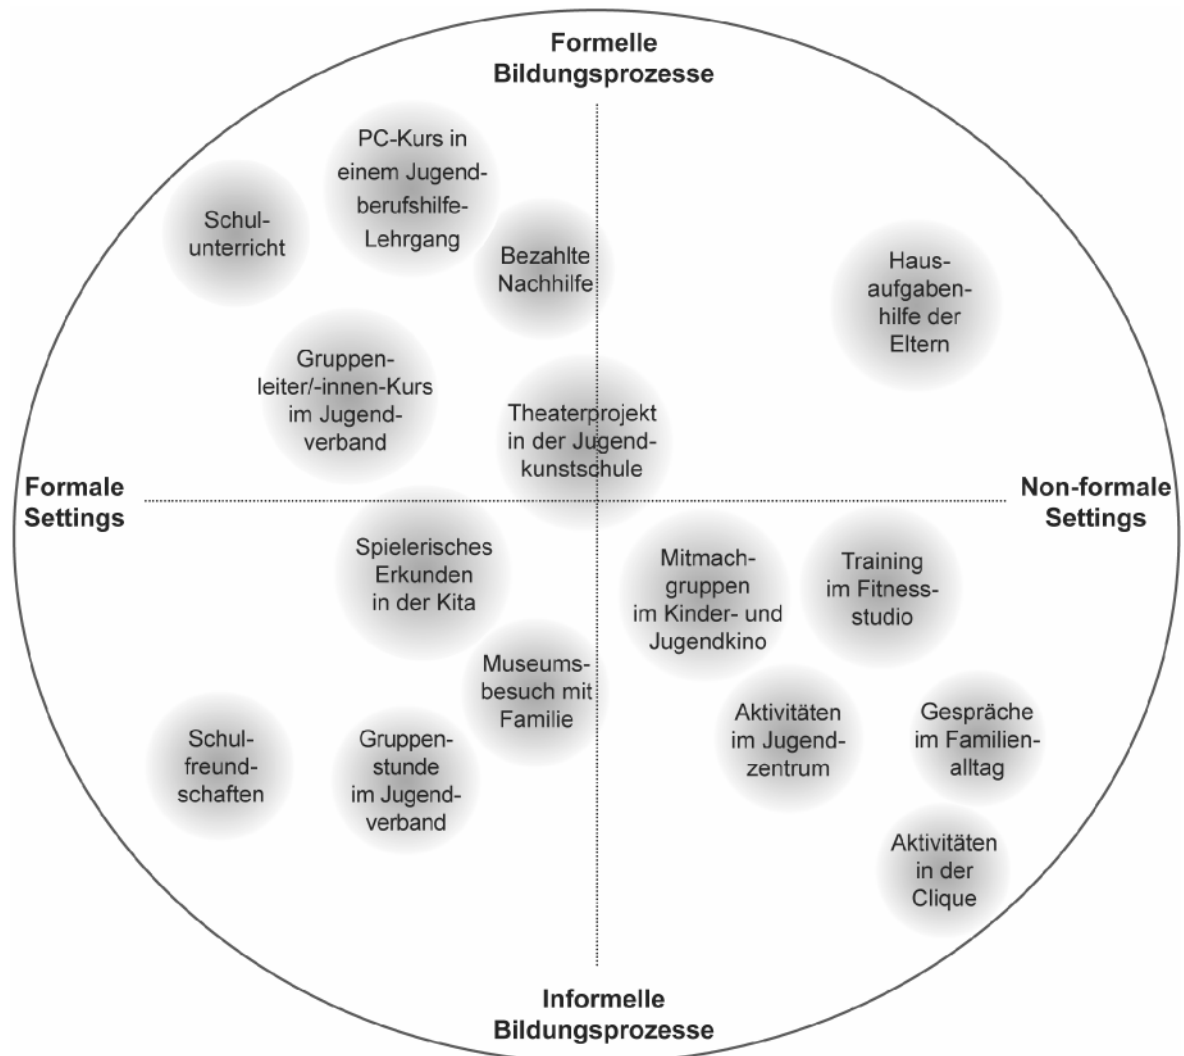 Formelle
Bildungsprozesse
PC-Kurs in
einem Jugend-
berufshilfe-
Lehrgang
Schul-
unterricht
Bezahlte
Nachhilfe
Haus-
aufgaben-
hilfe der
Eltern
Gruppen-
leiter/-innen-Kurs
im Jugend-
verband
Theaterprojekt
in der Jugend-
kunstschule
Formale
Settings
Non-formale
Settings
Spielerisches
Erkunden
in der Kita
Mitmach-
gruppen
im Kinder- und
Jugendkino
Training
im Fitness-
studio
Museums-
besuch mit
Familie
Schul-
freund-
schaften
Gruppen-
stunde
im Jugend-
verband
Aktivitäten
im Jugend-
zentrum
Gespräche
im Familien-
alltag
Aktivitäten
in der
Clique
Informelle
Bildungsprozesse